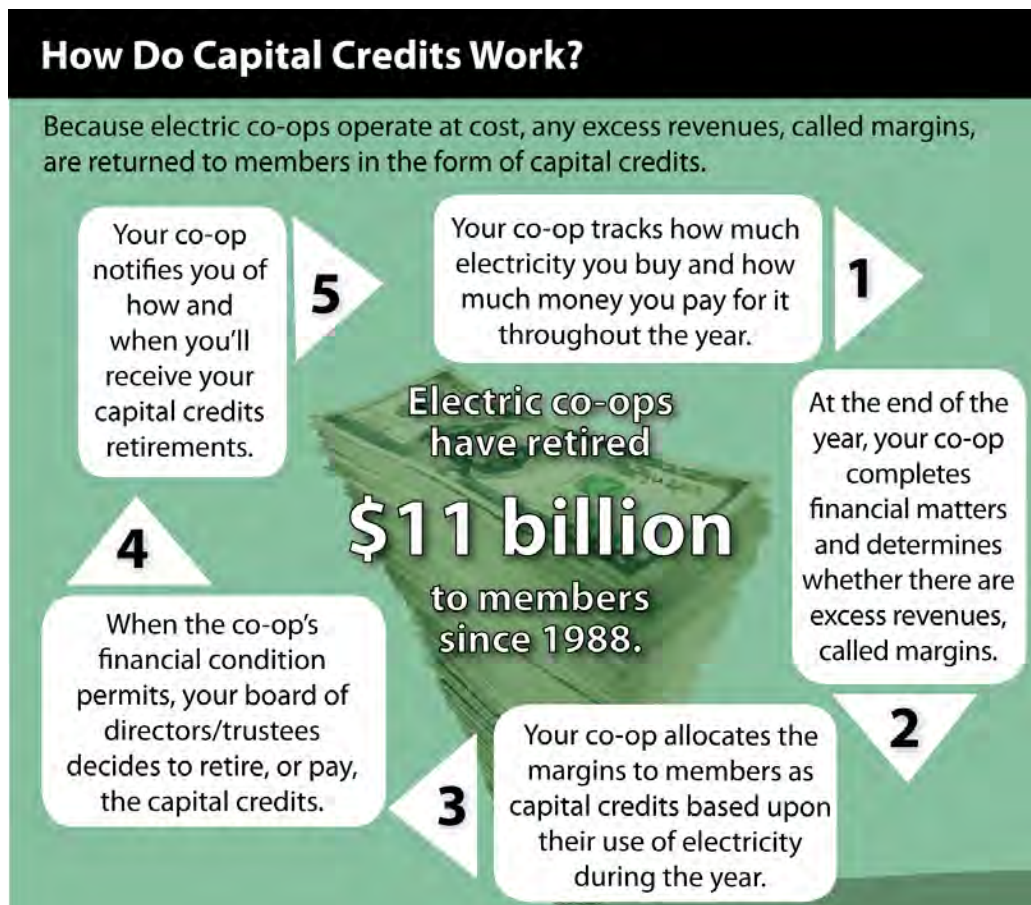 How Do Capital Credits Work?
Because electric co-ops operate at cost, any excess revenues, called margins,
are returned to members in the form of capital credits.
Your co-op tracks how much
electricity you buy and how
much money you pay for it
throughout the year.
1
At the end of the
year, your co-op
completes
financial matters
and determines
whether there are
excess revenues,
called margins.
2
Your co-op allocates the
margins to members as
capital credits based upon
their use of electricity
during the year.
3
When the co-op's
financial condition
permits, your board of
directors/trustees
decides to retire, or pay,
the capital credits.
4
Your co-op
notifies you of
how and
when you'll
receive your
capital credits
retirements.
5
Electric co-ops
have retired
$11 billion
to members
since 1988.